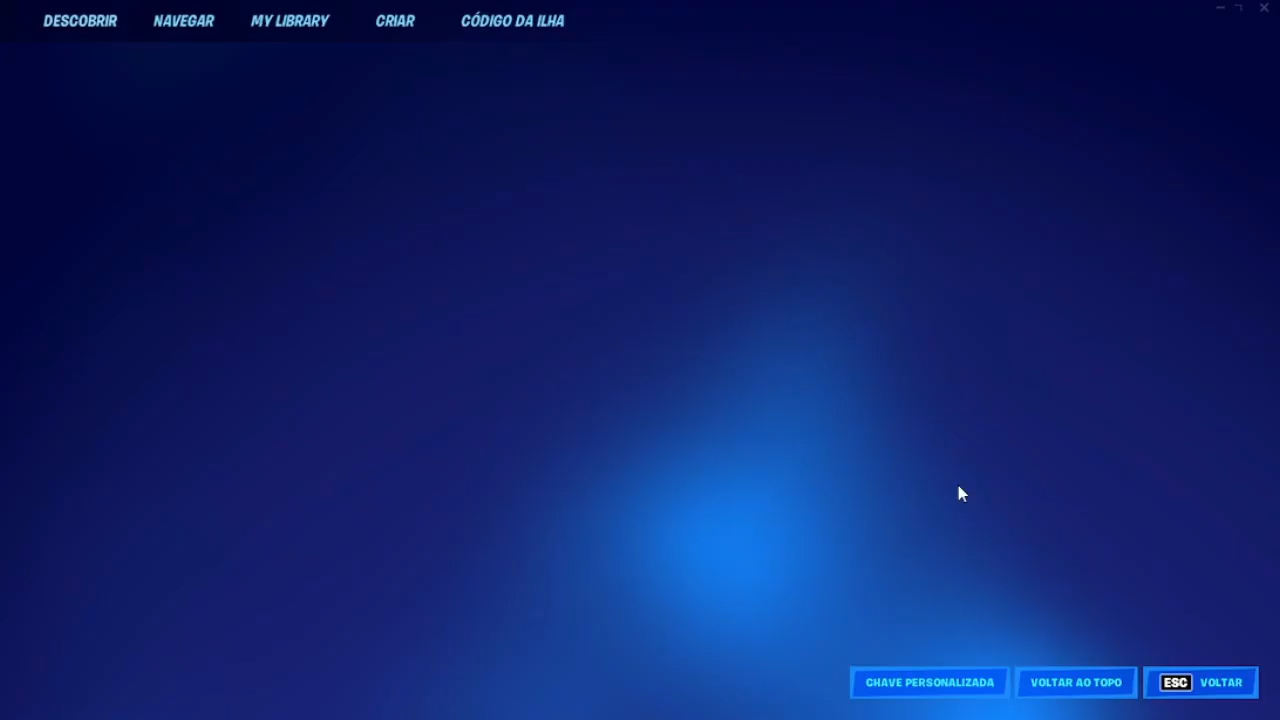 DESCOBRIR NAVEGAR MY LIBRARY CRIAR CÓDIGO DA ILHA
CHAVE PERSONALIZADA VOLTAR AO TOPO ESC VOLTAR